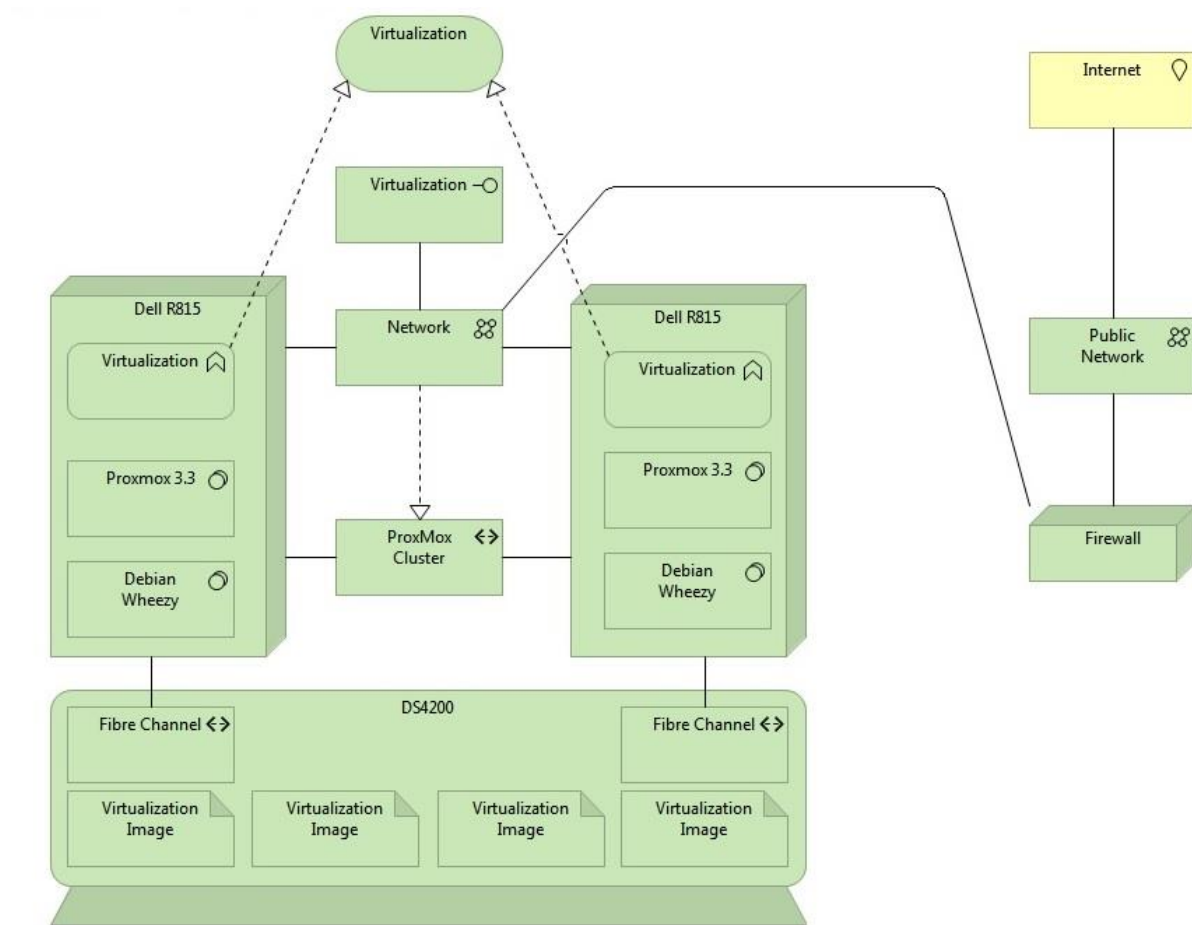 Virtualization
Internet
Virtualization
Dell R815
Network
Dell R815
Public
Network
Virtualization
Virtualization
Proxmox 3.3
Proxmox 3.3
ProxMox
Cluster
Firewall
Debian
Wheezy
Debian
Wheezy
DS4200
Fibre Channel
Fibre Channel
Virtualization
Image
Virtualization
Image
Virtualization
Image
Virtualization
Image